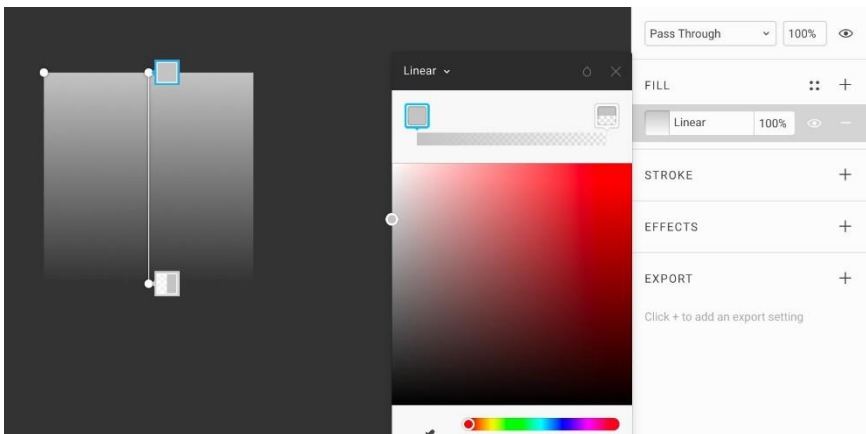 Pass Through 100%
Linear
FILL
Linear 100%
STROKE
EFFECTS
EXPORT
Click + to add an export setting